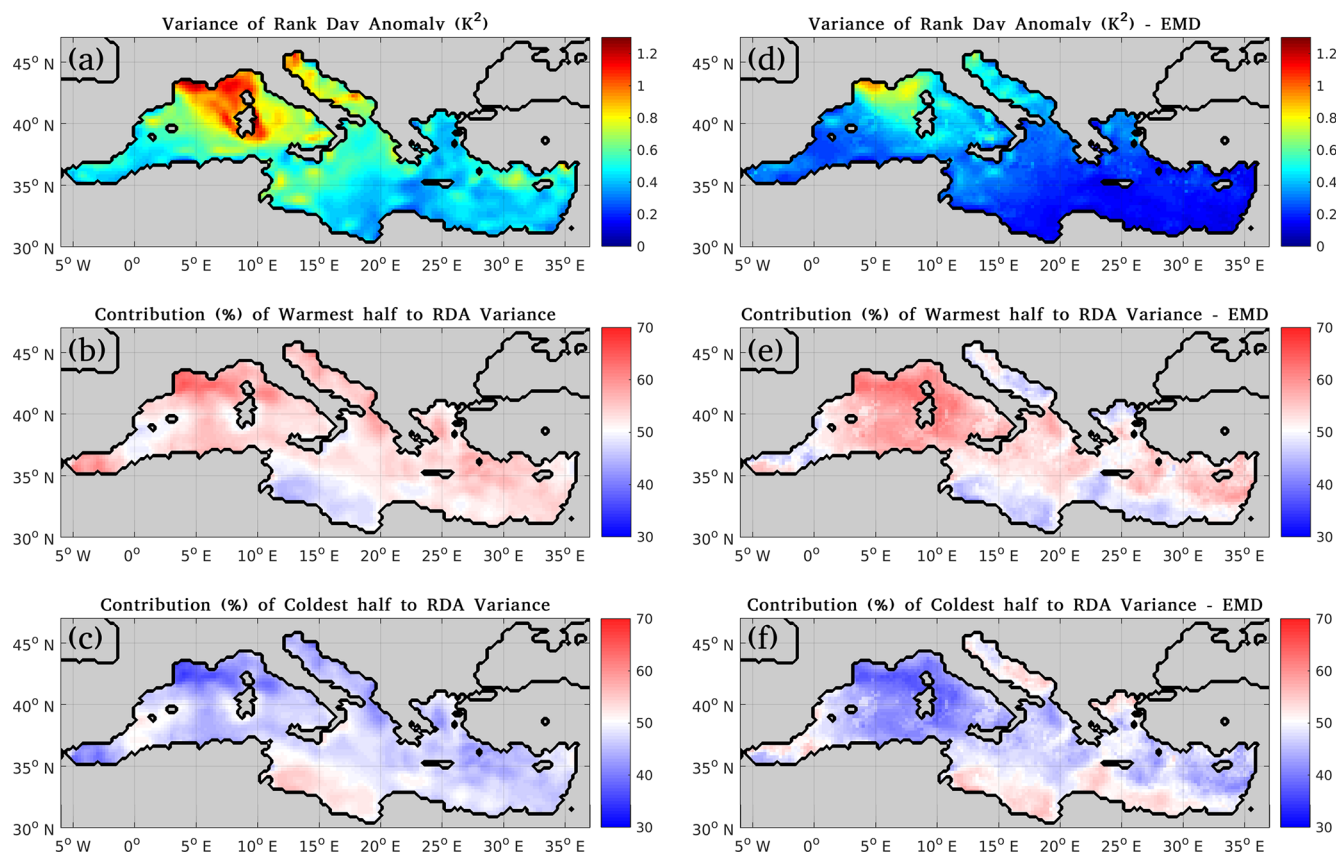 Variance of Rank Day Anomaly (K²)
(a)
45° N
40° N
35° N
30° N
5° W 0° 5° E 10° E 15° E 20° E 25° E 30° E 35° E
1.2
1
0.8
0.6
0.4
0.2
0
Variance of Rank Day Anomaly (K²) - EMD
(d)
45° N
40° N
35° N
30° N
5° W 0° 5° E 10° E 15° E 20° E 25° E 30° E 35° E
1.2
1
0.8
0.6
0.4
0.2
0
Contribution (%) of Warmest half to RDA Variance
(b)
45° N
40° N
35° N
30° N
5° W 0° 5° E 10° E 15° E 20° E 25° E 30° E 35° E
70
60
50
40
30
Contribution (%) of Warmest half to RDA Variance - EMD
(e)
45° N
40° N
35° N
30° N
5° W 0° 5° E 10° E 15° E 20° E 25° E 30° E 35° E
70
60
50
40
30
Contribution (%) of Coldest half to RDA Variance
(c)
45° N
40° N
35° N
30° N
5° W 0° 5° E 10° E 15° E 20° E 25° E 30° E 35° E
70
60
50
40
30
Contribution (%) of Coldest half to RDA Variance - EMD
(f)
45° N
40° N
35° N
30° N
5° W 0° 5° E 10° E 15° E 20° E 25° E 30° E 35° E
70
60
50
40
30